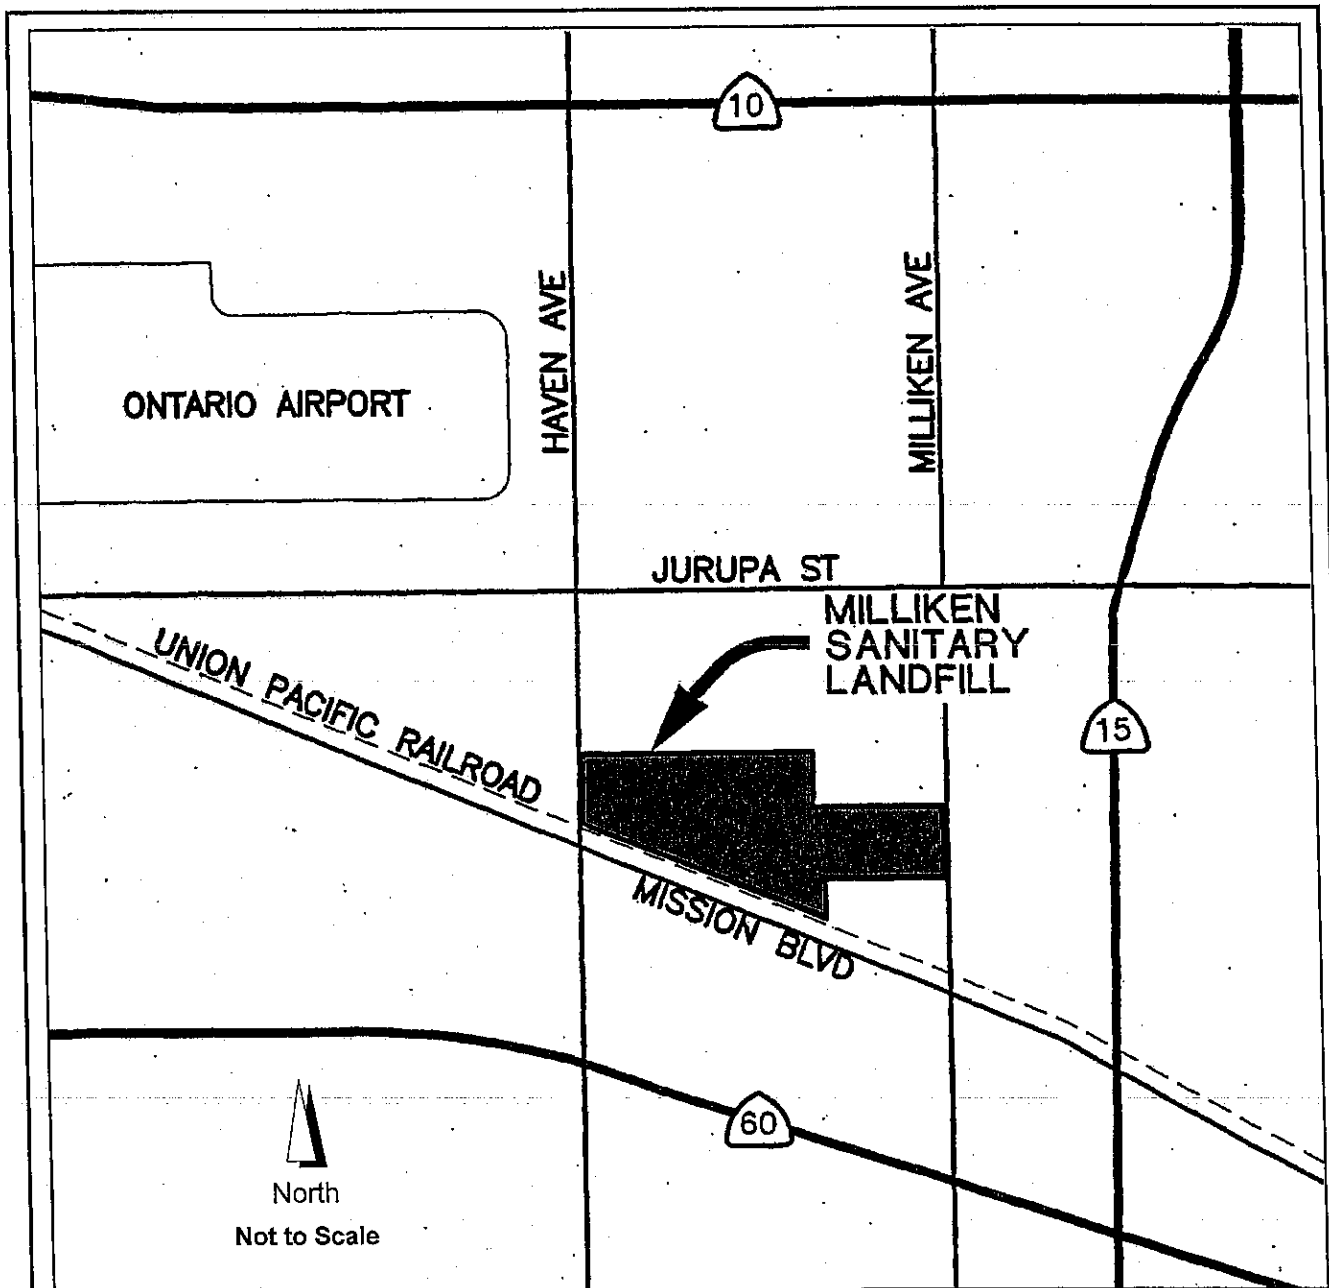 10
HAVEN AVE
MILLIKEN AVE
ONTARIO AIRPORT
JURUPA ST
MILLIKEN
SANITARY
LANDFILL
UNION PACIFIC RAILROAD
15
MISSION BLVD
60
North
Not to Scale